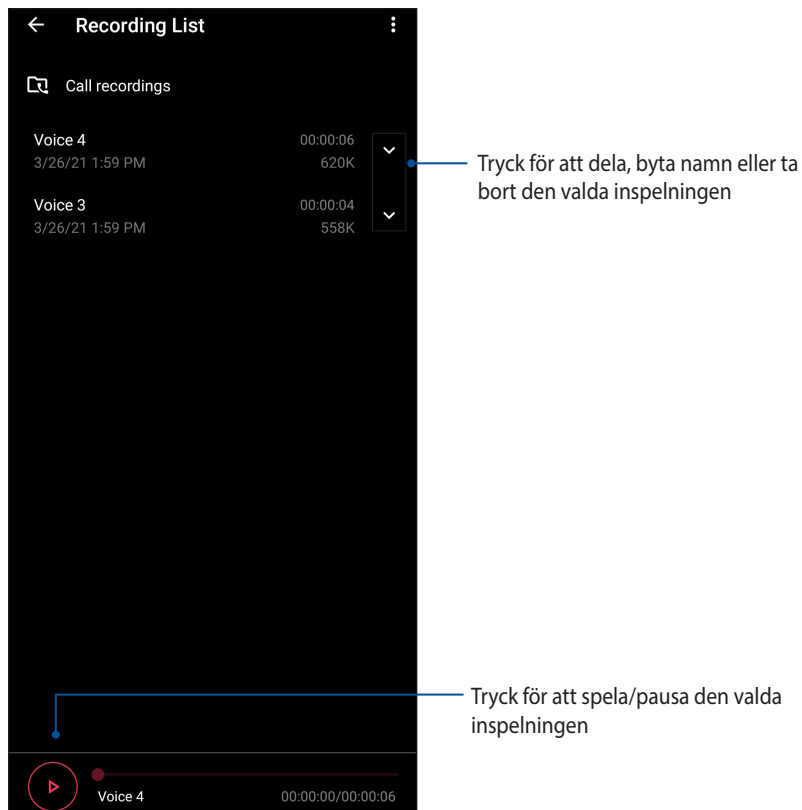 Recording List
Call recordings
Voice 4 00:00:06
3/26/21 1:59 PM 620K
Voice 3 00:00:04
3/26/21 1:59 PM 558K
Tryck för att dela, byta namn eller ta
bort den valda inspelningen
Tryck för att spela/pausa den valda
inspelningen
Voice 4 00:00:00/00:00:06